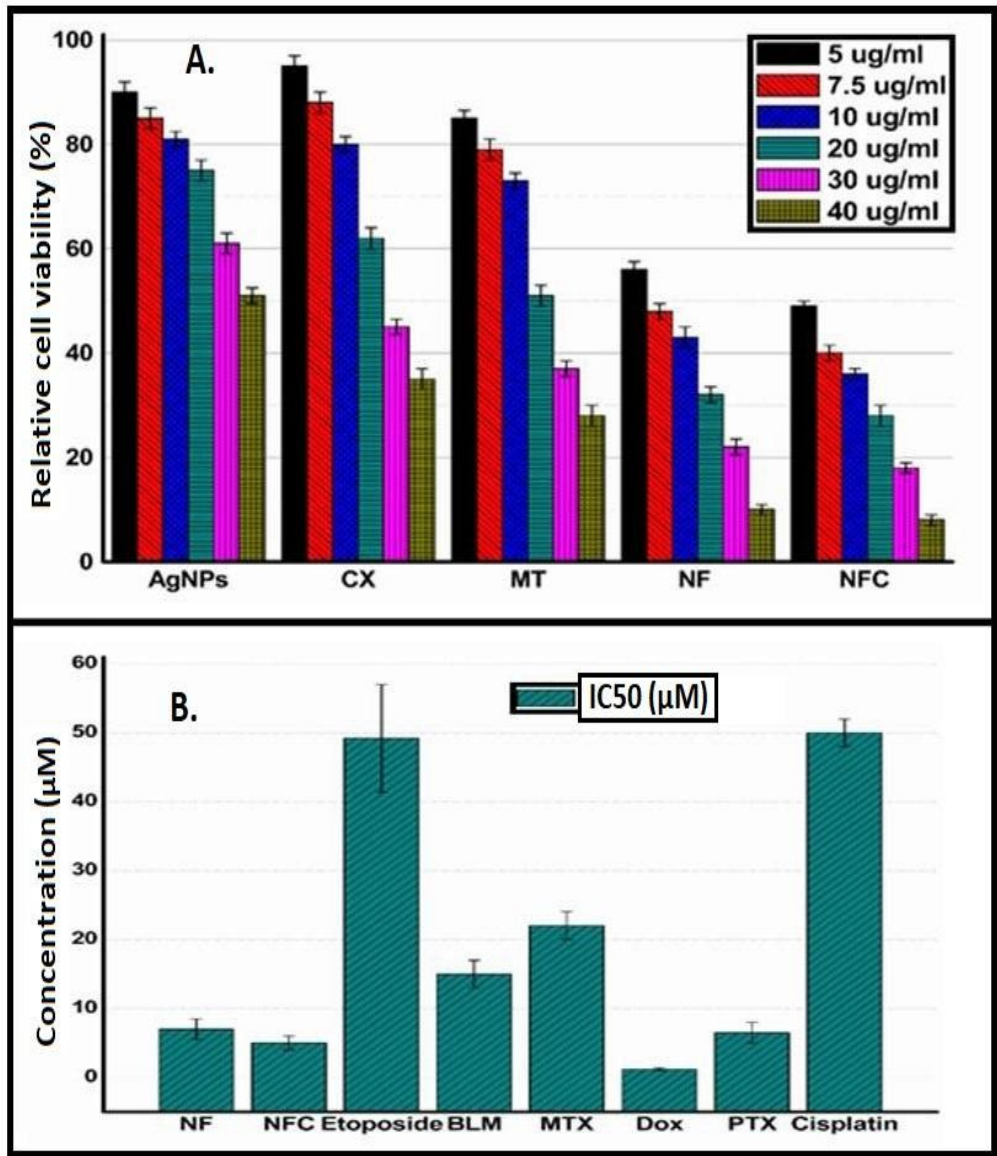 A.
Relative cell viability (%)
100
80
60
40
20
0
5 ug/ml
7.5 ug/ml
10 ug/ml
20 ug/ml
30 ug/ml
40 ug/ml
AgNPs CX MT NF NFC
B.
IC50 (µM)
Concentration (µM)
60
50
40
30
20
10
0
NF NFC Etoposide BLM MTX Dox PTX Cisplatin